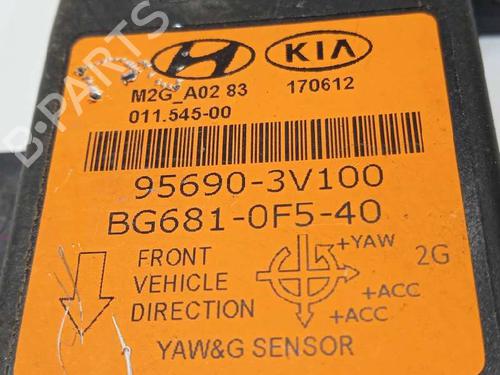 KIA
M2G_A02 83 170612
011.545-00
95690-3V100
BG681-0F5-40
FRONT
VEHICLE
DIRECTION
+YAW
2G
+ACC
+ACC
YAW&G SENSOR
B-PARTS